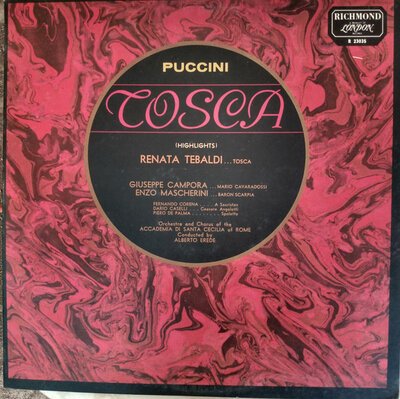 RICHMOND
LONDON
R 23035
PUCCINI
TOSCA
(HIGHLIGHTS)
RENATA TEBALDI...TOSCA
GIUSEPPE CAMPORA...MARIO CAVARADOSSI
ENZO MASCHERINI...BARON SCARPIA
FERNANDO CORENA....A Sacristan
DARIO CASELLI....Cesare Angelotti
PIERO DE PALMA........Spoletta
Orchestra and Chorus of the
ACCADEMIA DI SANTA CECILIA of ROME
Conducted by
ALBERTO EREDE